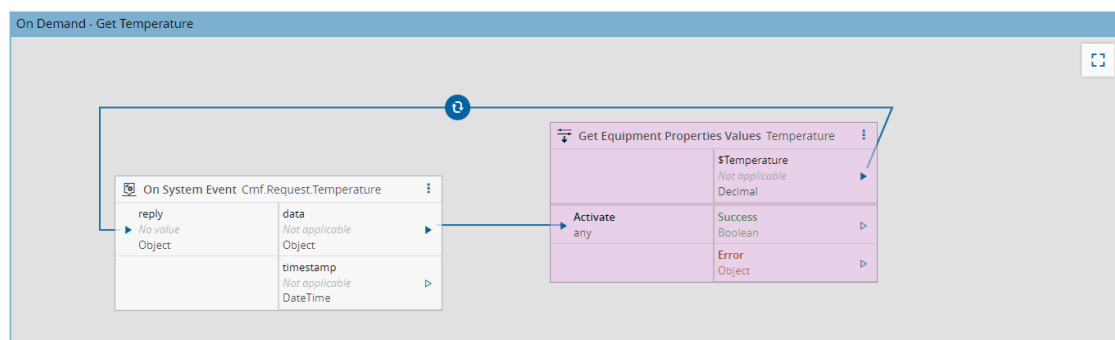 On Demand - Get Temperature
Get Equipment Properties Values Temperature
$Temperature
Not applicable
Decimal
On System Event Cmf.Request.Temperature
reply
No value
Object
data
Not applicable
Object
Activate
any
Success
Boolean
timestamp
Not applicable
DateTime
Error
Object